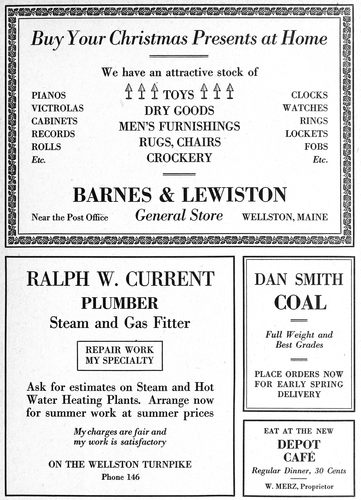 Buy Your Christmas Presents at Home
We have an attractive stock of
PIANOS
VICTROLAS
CABINETS
RECORDS
ROLLS
Etc.
TOYS
DRY GOODS
MEN'S FURNISHINGS
RUGS, CHAIRS
CROCKERY
CLOCKS
WATCHES
RINGS
LOCKETS
FOBS
Etc.
BARNES & LEWISTON
Near the Post Office General Store WELLSTON, MAINE
RALPH W. CURRENT
PLUMBER
Steam and Gas Fitter
REPAIR WORK
MY SPECIALTY
Ask for estimates on Steam and Hot
Water Heating Plants. Arrange now
for summer work at summer prices
My charges are fair and
my work is satisfactory
ON THE WELLSTON TURNPIKE
Phone 146
DAN SMITH
COAL
Full Weight and
Best Grades
PLACE ORDERS NOW
FOR EARLY SPRING
DELIVERY
EAT AT THE NEW
DEPOT
CAFÉ
Regular Dinner, 30 Cents
W. MERZ, Proprietor